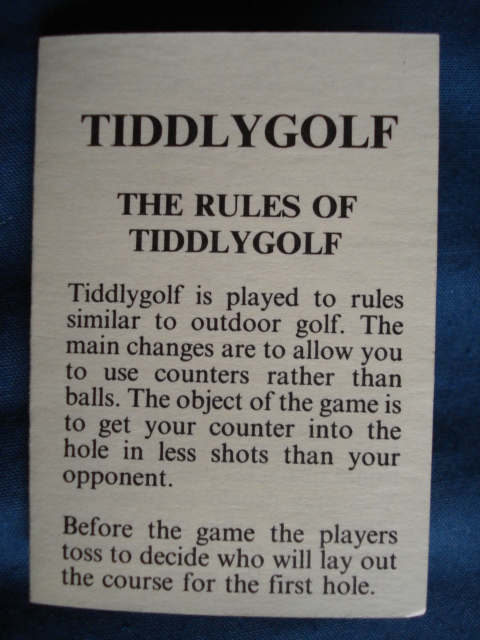 TIDDLYGOLF
THE RULES OF
TIDDLYGOLF
Tiddlygolf is played to rules
similar to outdoor golf. The
main changes are to allow you
to use counters rather than
balls. The object of the game is
to get your counter into the
hole in less shots than your
opponent.
Before the game the players
toss to decide who will lay out
the course for the first hole.